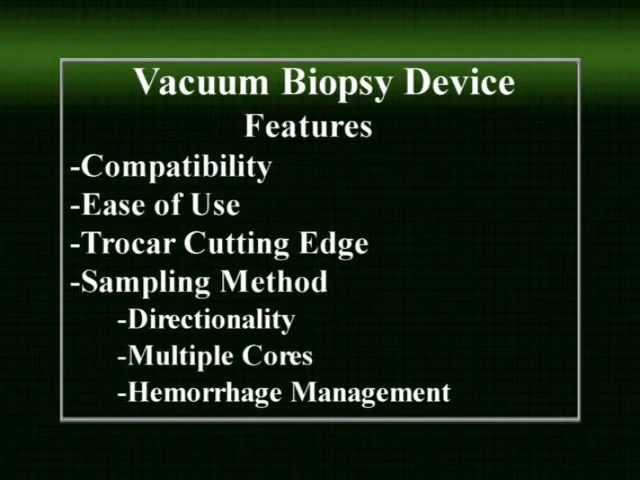 Vacuum Biopsy Device
Features
-Compatibility
-Ease of Use
-Trocar Cutting Edge
-Sampling Method
-Directionality
-Multiple Cores
-Hemorrhage Management